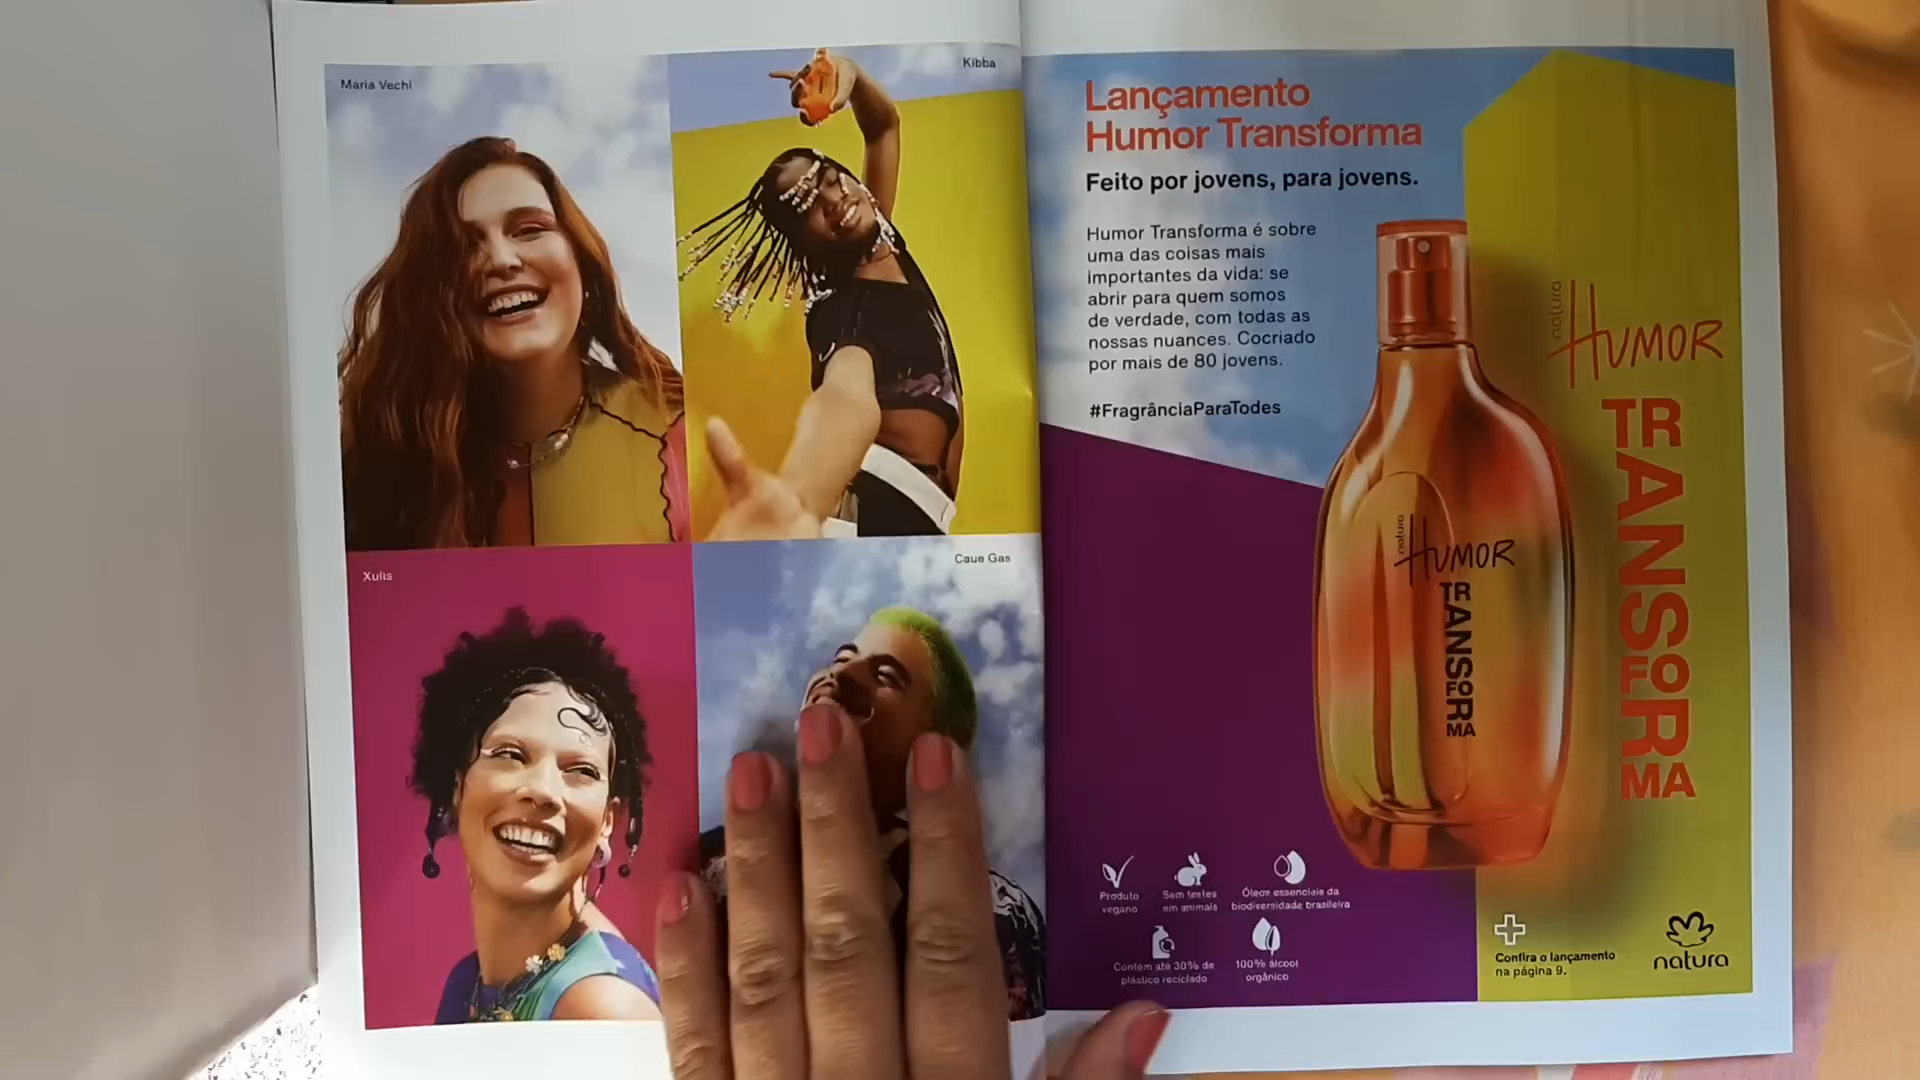 Maria Vechi
Kibba
Xulis
Caue Gas
Lançamento
Humor Transforma
Feito por jovens, para jovens.
Humor Transforma é sobre
uma das coisas mais
importantes da vida: se
abrir para quem somos
de verdade, com todas as
nossas nuances. Cocriado
por mais de 80 jovens.
#FragrânciaParaTodes
natura
HUMOR
TR
ANS
FOR
MA
natura
HUMOR
TR
ANS
FOR
MA
Produto
vegano
Sem testes
em animais
Óleos essenciais da
biodiversidade brasileira
Contém até 30% de
plástico reciclado
100% álcool
orgânico
Confira o lançamento
na página 9.
natura